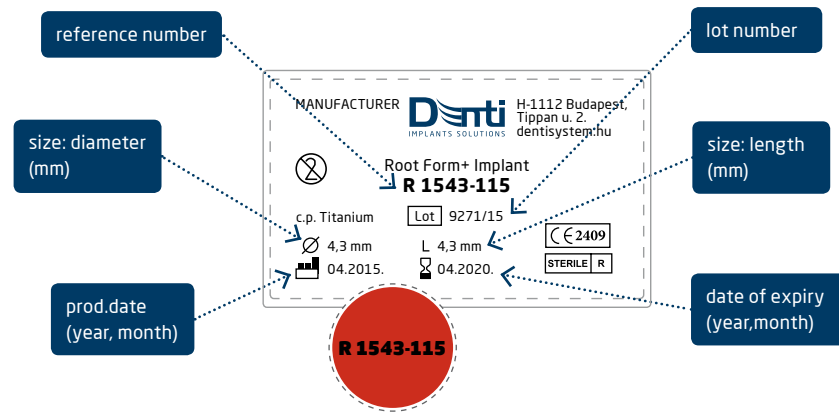 reference number
lot number
MANUFACTURER
Denti
IMPLANTS SOLUTIONS
H-1112 Budapest,
Tippan u. 2.
dentisystem.hu
size: diameter
(mm)
size: length
(mm)
2
Root Form+ Implant
R 1543-115
c.p. Titanium
Lot 9271/15
Ø 4,3 mm
L 4,3 mm
CE 2409
04.2015.
04.2020.
STERILE R
prod.date
(year, month)
date of expiry
(year,month)
R 1543-115